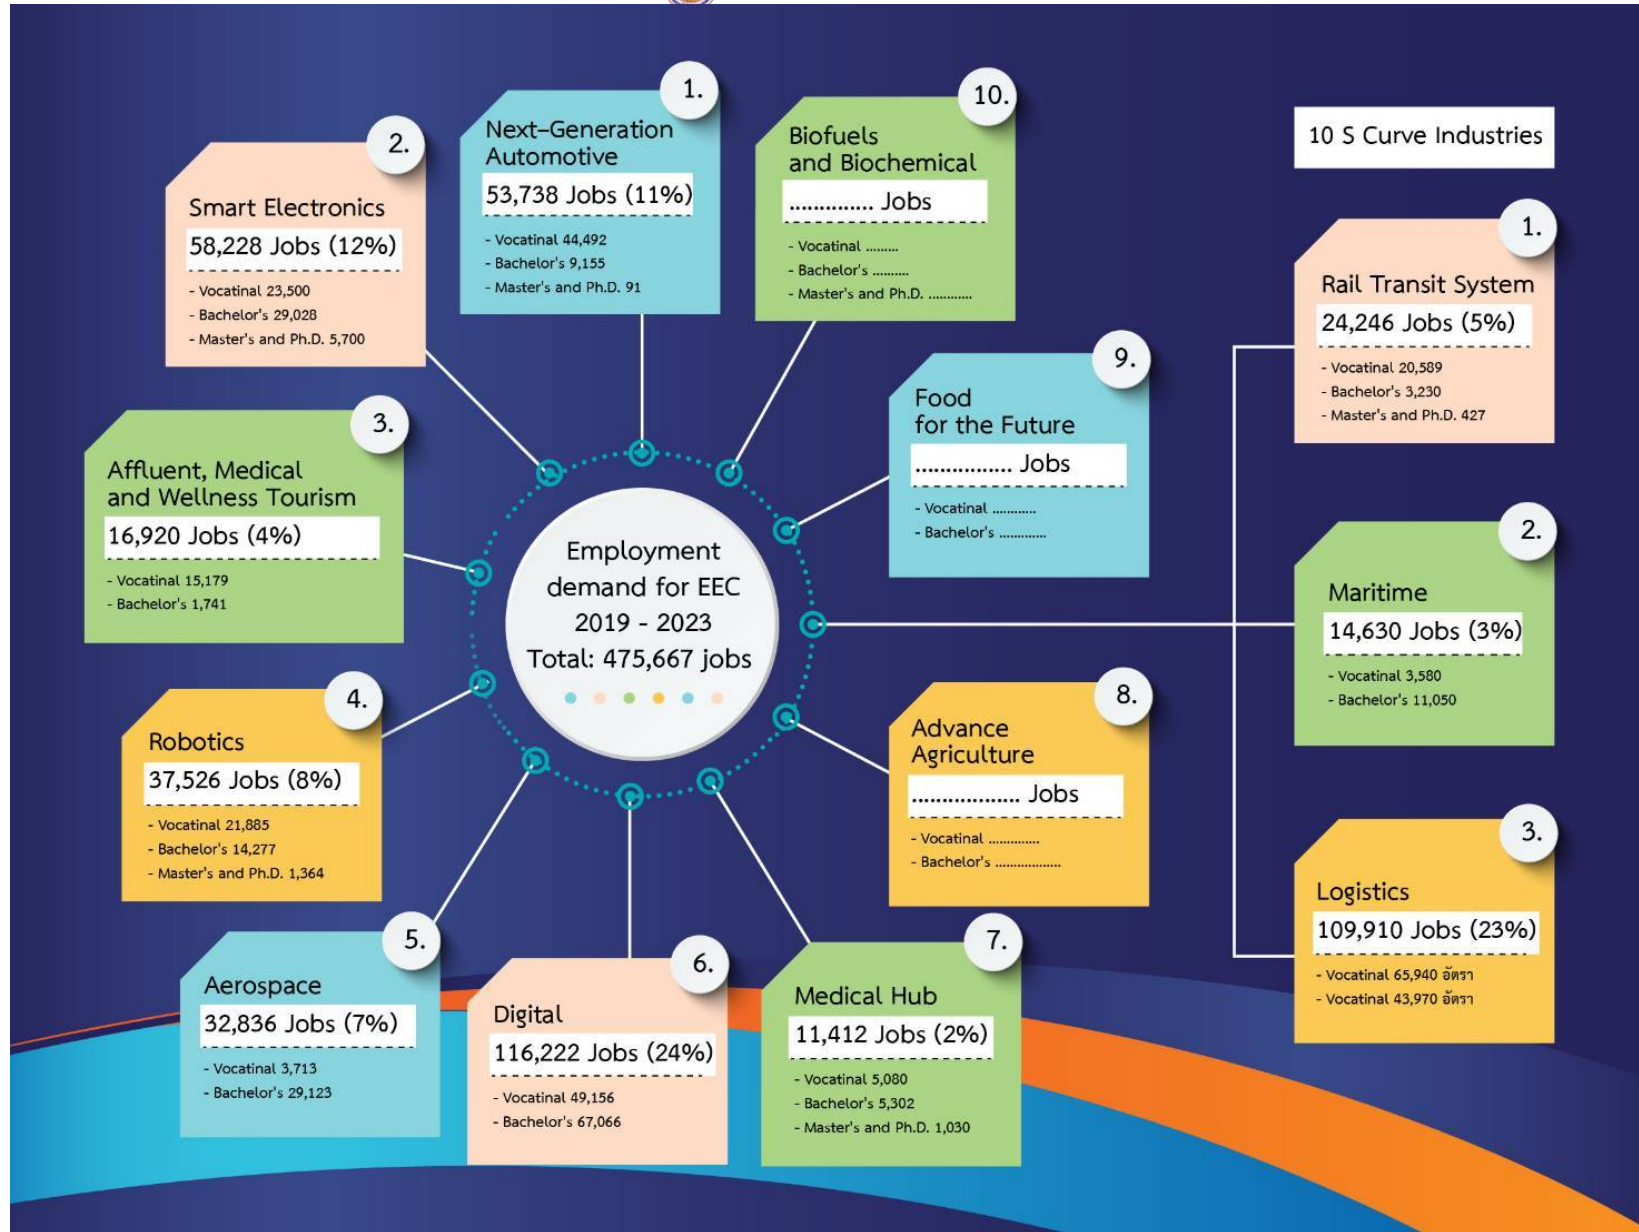 10 S Curve Industries
1.
Next-Generation
Automotive
53,738 Jobs (11%)
- Vocatinal 44,492
- Bachelor's 9,155
- Master's and Ph.D. 91
2.
Smart Electronics
58,228 Jobs (12%)
- Vocatinal 23,500
- Bachelor's 29,028
- Master's and Ph.D. 5,700
3.
Affluent, Medical
and Wellness Tourism
16,920 Jobs (4%)
- Vocatinal 15,179
- Bachelor's 1,741
4.
Robotics
37,526 Jobs (8%)
- Vocatinal 21,885
- Bachelor's 14,277
- Master's and Ph.D. 1,364
5.
Aerospace
32,836 Jobs (7%)
- Vocatinal 3,713
- Bachelor's 29,123
6.
Digital
116,222 Jobs (24%)
- Vocatinal 49,156
- Bachelor's 67,066
7.
Medical Hub
11,412 Jobs (2%)
- Vocatinal 5,080
- Bachelor's 5,302
- Master's and Ph.D. 1,030
8.
Advance
Agriculture
.................. Jobs
- Vocatinal ..............
- Bachelor's ..................
9.
Food
for the Future
................ Jobs
- Vocatinal ............
- Bachelor's .............
10.
Biofuels
and Biochemical
.............. Jobs
- Vocatinal .........
- Bachelor's ..........
- Master's and Ph.D. ............
Employment
demand for EEC
2019 - 2023
Total: 475,667 jobs
1.
Rail Transit System
24,246 Jobs (5%)
- Vocatinal 20,589
- Bachelor's 3,230
- Master's and Ph.D. 427
2.
Maritime
14,630 Jobs (3%)
- Vocatinal 3,580
- Bachelor's 11,050
3.
Logistics
109,910 Jobs (23%)
- Vocatinal 65,940 อัตรา
- Vocatinal 43,970 อัตรา